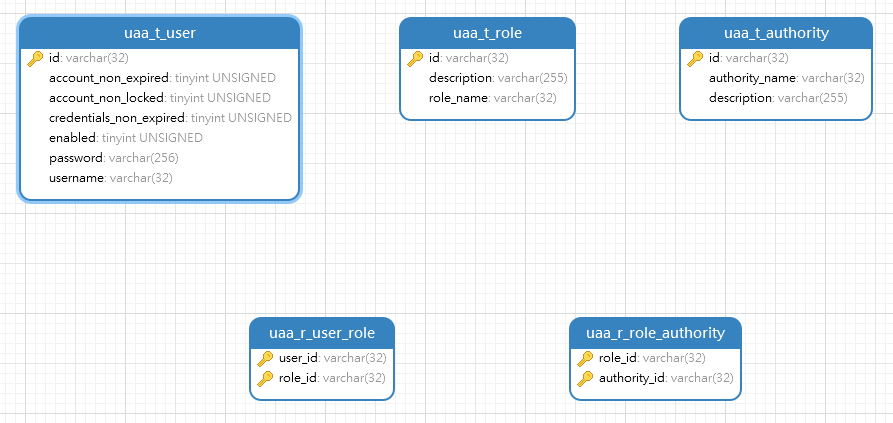 uaa_t_user
id: varchar(32)
account_non_expired: tinyint UNSIGNED
account_non_locked: tinyint UNSIGNED
credentials_non_expired: tinyint UNSIGNED
enabled: tinyint UNSIGNED
password: varchar(256)
username: varchar(32)
uaa_t_role
id: varchar(32)
description: varchar(255)
role_name: varchar(32)
uaa_t_authority
id: varchar(32)
authority_name: varchar(32)
description: varchar(255)
uaa_r_user_role
user_id: varchar(32)
role_id: varchar(32)
uaa_r_role_authority
role_id: varchar(32)
authority_id: varchar(32)